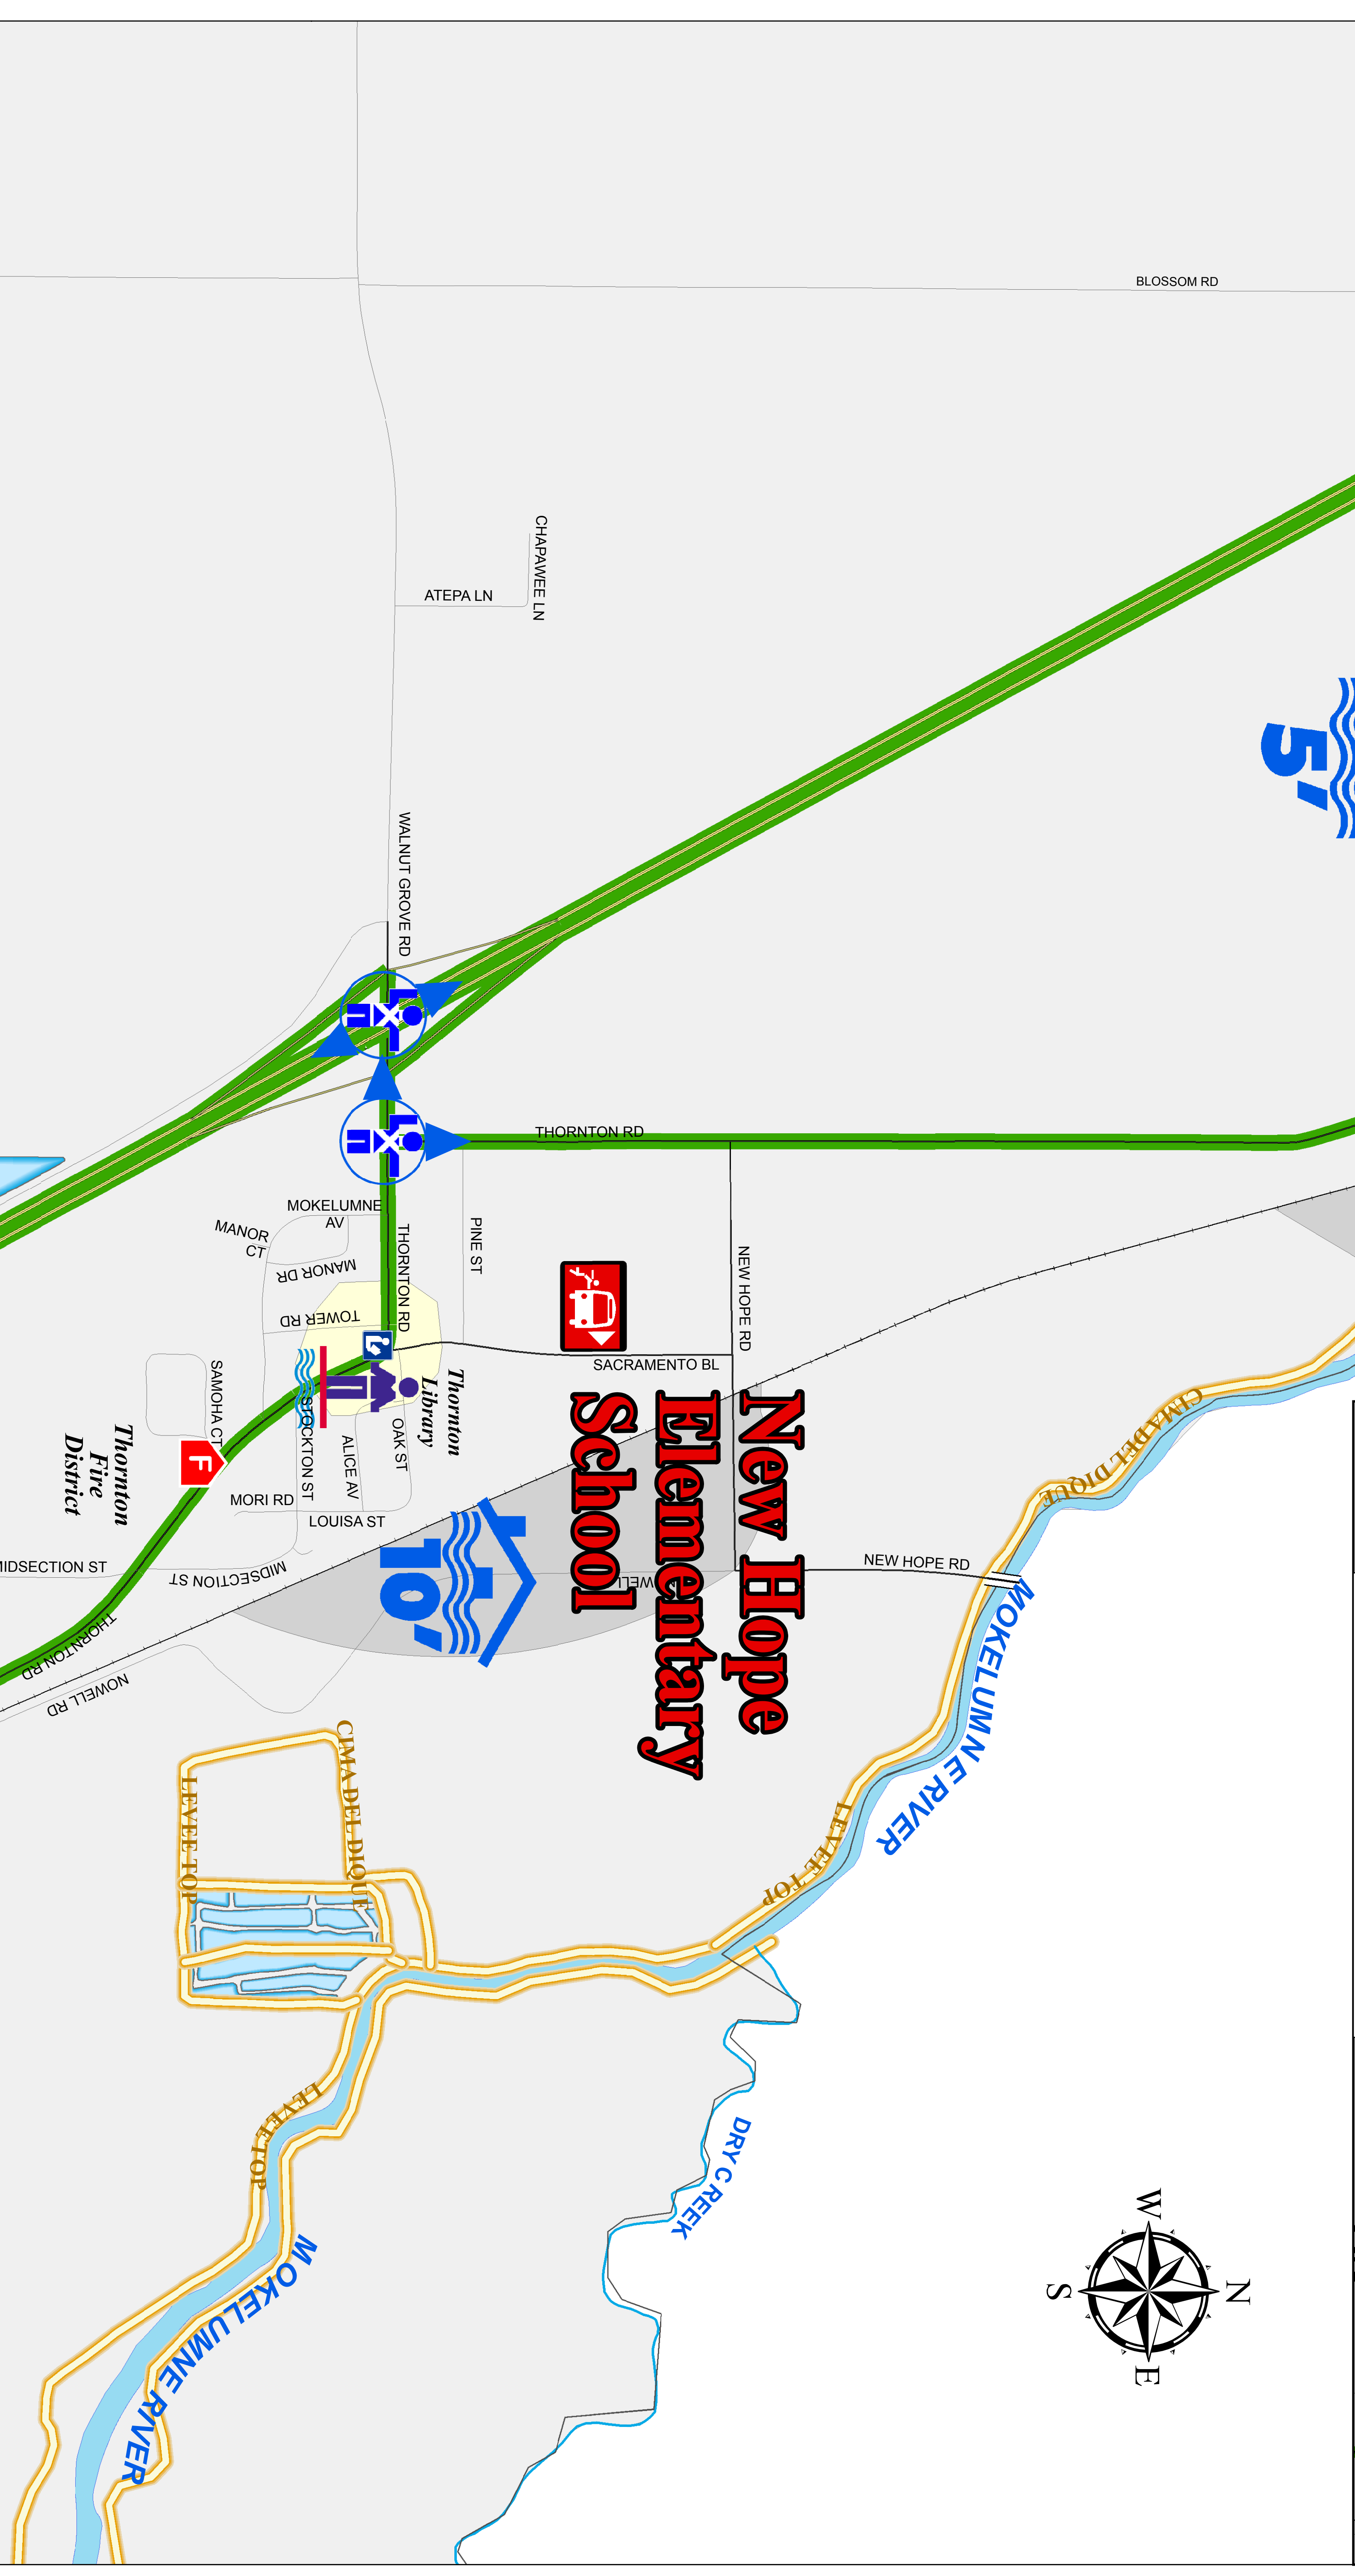 BLOSSOM RD
CHAPAWEE LN
ATEPA LN
5'
WALNUT GROVE RD
THORNTON RD
MOKELUMNE
AV
MANOR
CT
MANOR DR
THORNTON RD
PINE ST
NEW HOPE RD
TOWER RD
SACRAMENTO BL
SAMOHA CT
STOCKTON ST
ALICE AV
OAK ST
Thornton
Library
Thornton
Fire
District
F
MORI RD
LOUISA ST
MIDSECTION ST
MIDSECTION ST
THORNTON RD
NOWELL RD
10'
New Hope
Elementary
School
NEW HOPE RD
CIMA DEL DIQUE
MOKELUMNE RIVER
LEVEE TOP
CIMA DEL DIQUE
LEVEE TOP
LEVEE TOP
DRY CREEK
MOKELUMNE RIVER
N
W
E
S